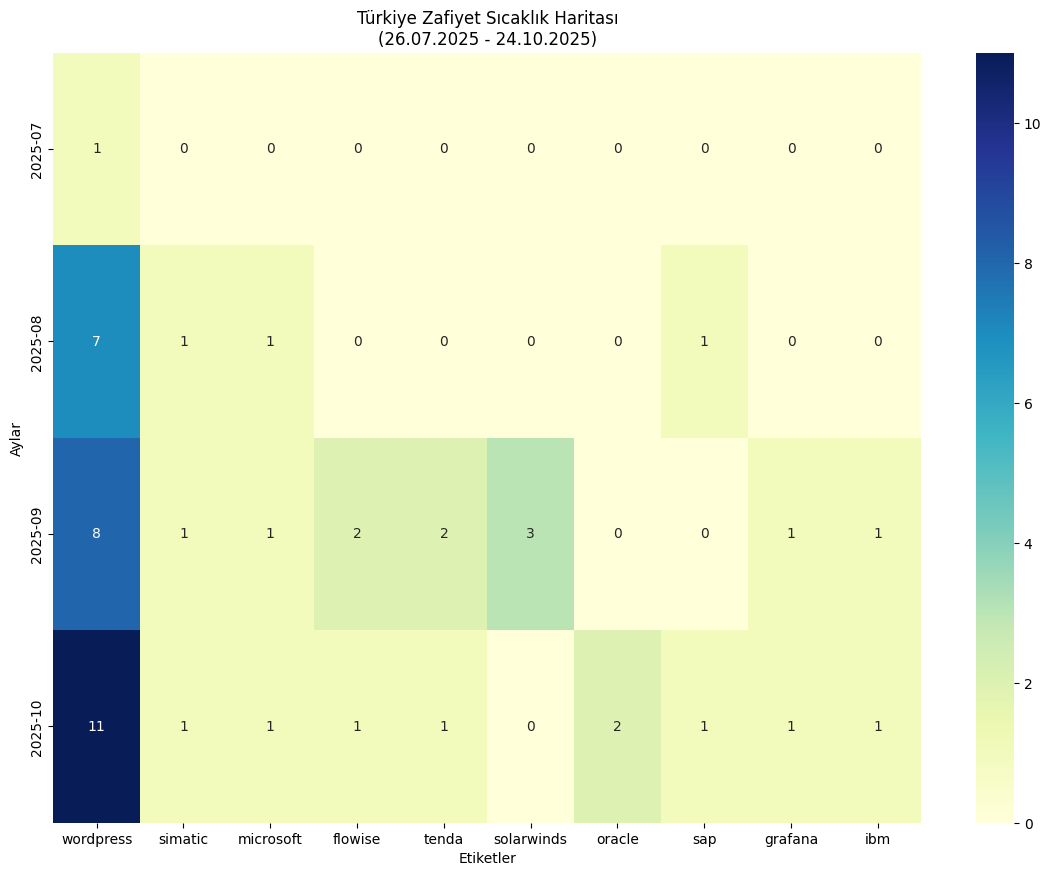 Türkiye Zafiyet Sıcaklık Haritası
(26.07.2025 - 24.10.2025)
Aylar
2025-07
1 0 0 0 0 0 0 0 0 0
2025-08
7 1 1 0 0 0 0 1 0 0
2025-09
8 1 1 2 2 3 0 0 1 1
2025-10
11 1 1 1 1 0 2 1 1 1
wordpress simatic microsoft flowise tenda solarwinds oracle sap grafana ibm
Etiketler
10
8
6
4
2
0